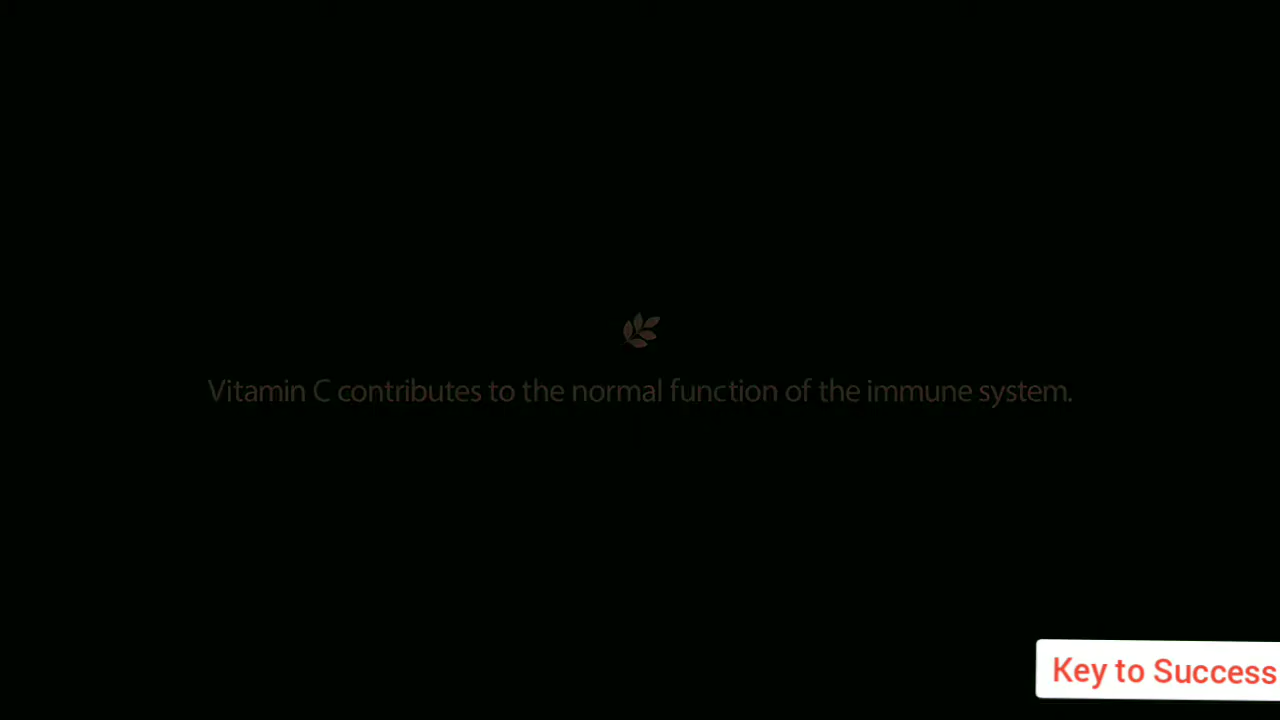 Vitamin C contributes to the normal function of the immune system.
Key to Success